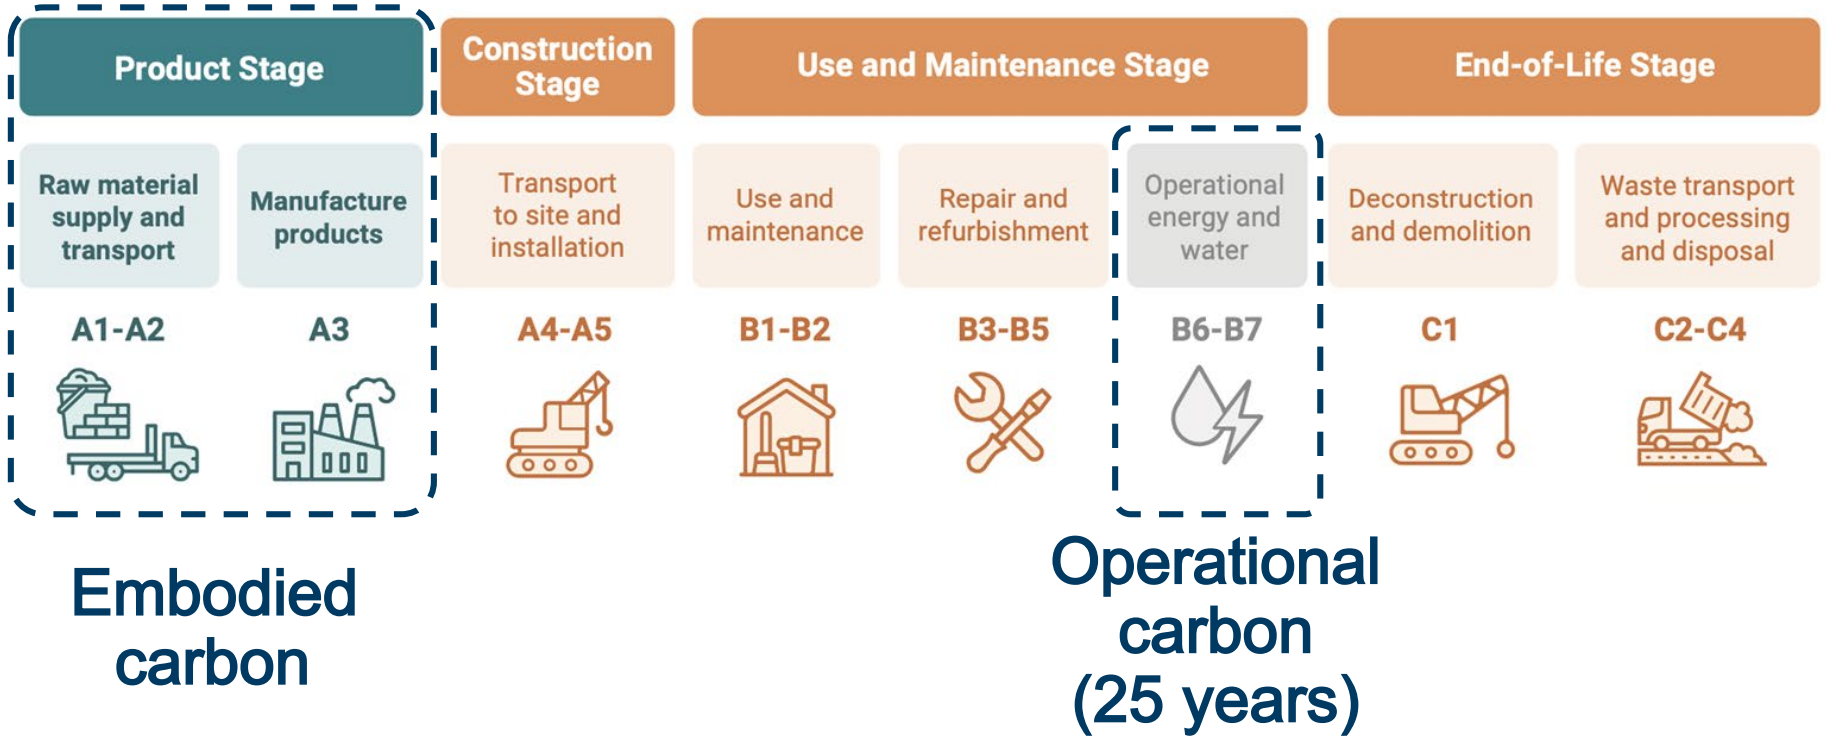 Product Stage
Construction
Stage
Use and Maintenance Stage
End-of-Life Stage
Raw material
supply and
transport
Manufacture
products
Transport
to site and
installation
Use and
maintenance
Repair and
refurbishment
Operational
energy and
water
Deconstruction
and demolition
Waste transport
and processing
and disposal
A1-A2
A3
A4-A5
B1-B2
B3-B5
B6-B7
C1
C2-C4
Embodied
carbon
Operational
carbon
(25 years)